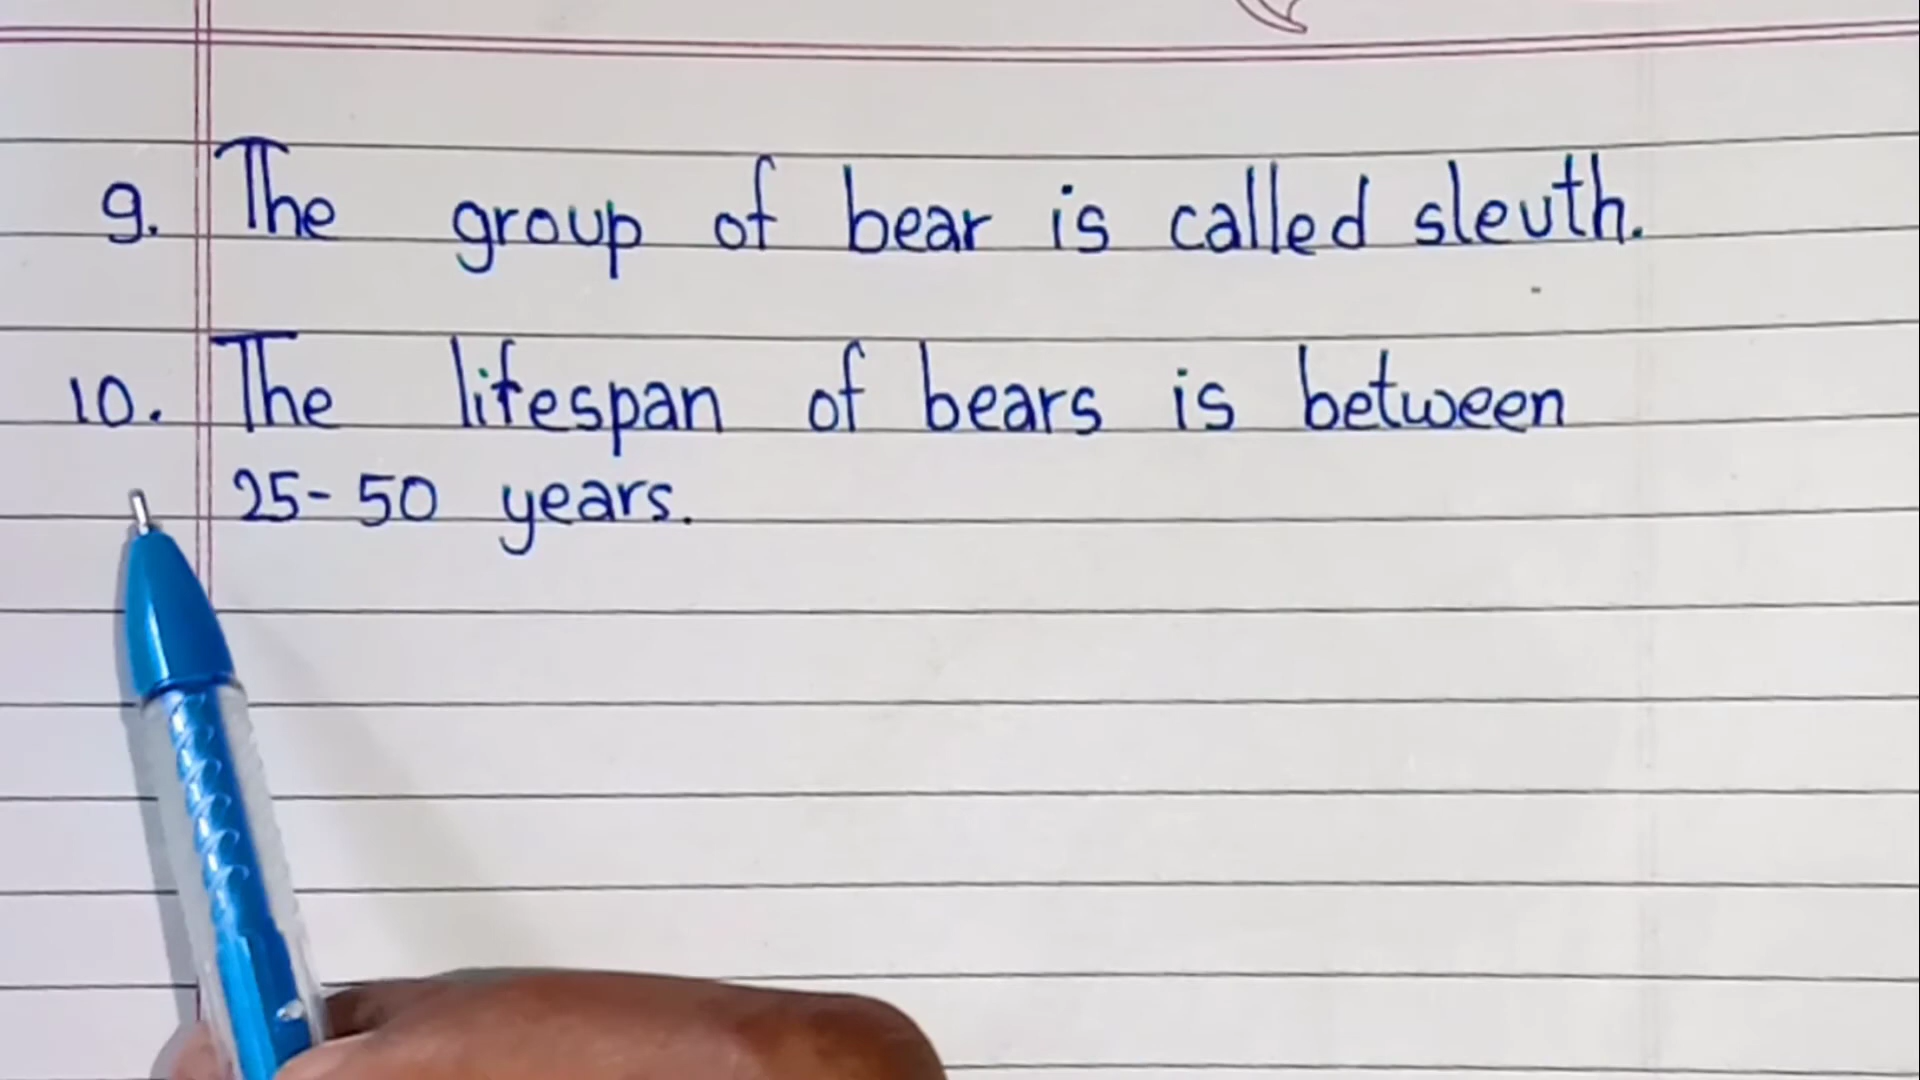 9. The group of bear is called sleuth.
10. The lifespan of bears is between
25-50 years.